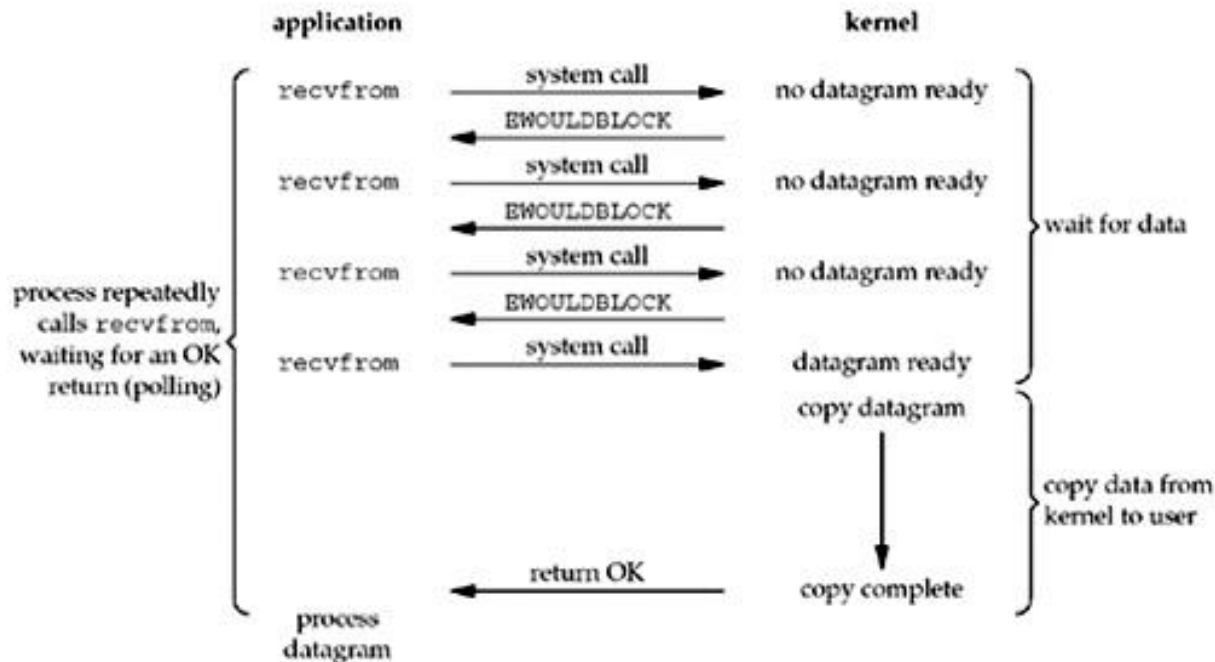 application
kernel
recvfrom
system call
no datagram ready
EWOULDBLOCK
recvfrom
system call
no datagram ready
EWOULDBLOCK
recvfrom
system call
no datagram ready
EWOULDBLOCK
recvfrom
system call
datagram ready
process repeatedly
calls recvfrom,
waiting for an OK
return (polling)
wait for data
copy datagram
copy data from
kernel to user
return OK
copy complete
process
datagram